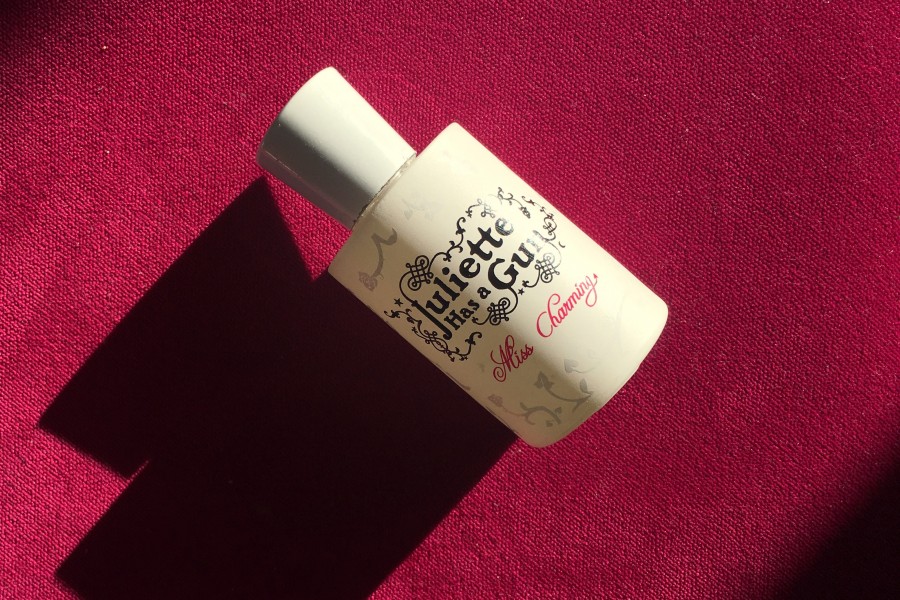 Juliette
Has a Gun
Miss Charming